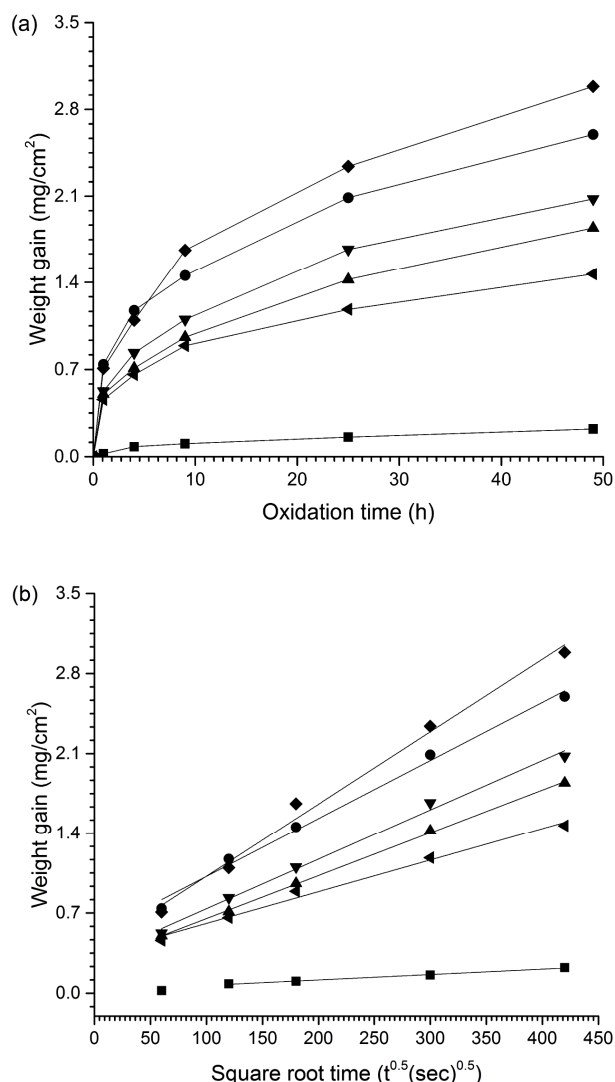 (a)
3.5
2.8
2.1
1.4
0.7
0.0
Weight gain (mg/cm²)
0 10 20 30 40 50
Oxidation time (h)
(b)
3.5
2.8
2.1
1.4
0.7
0.0
Weight gain (mg/cm²)
0 50 100 150 200 250 300 350 400 450
Square root time (t⁰·⁵(sec)⁰·⁵)